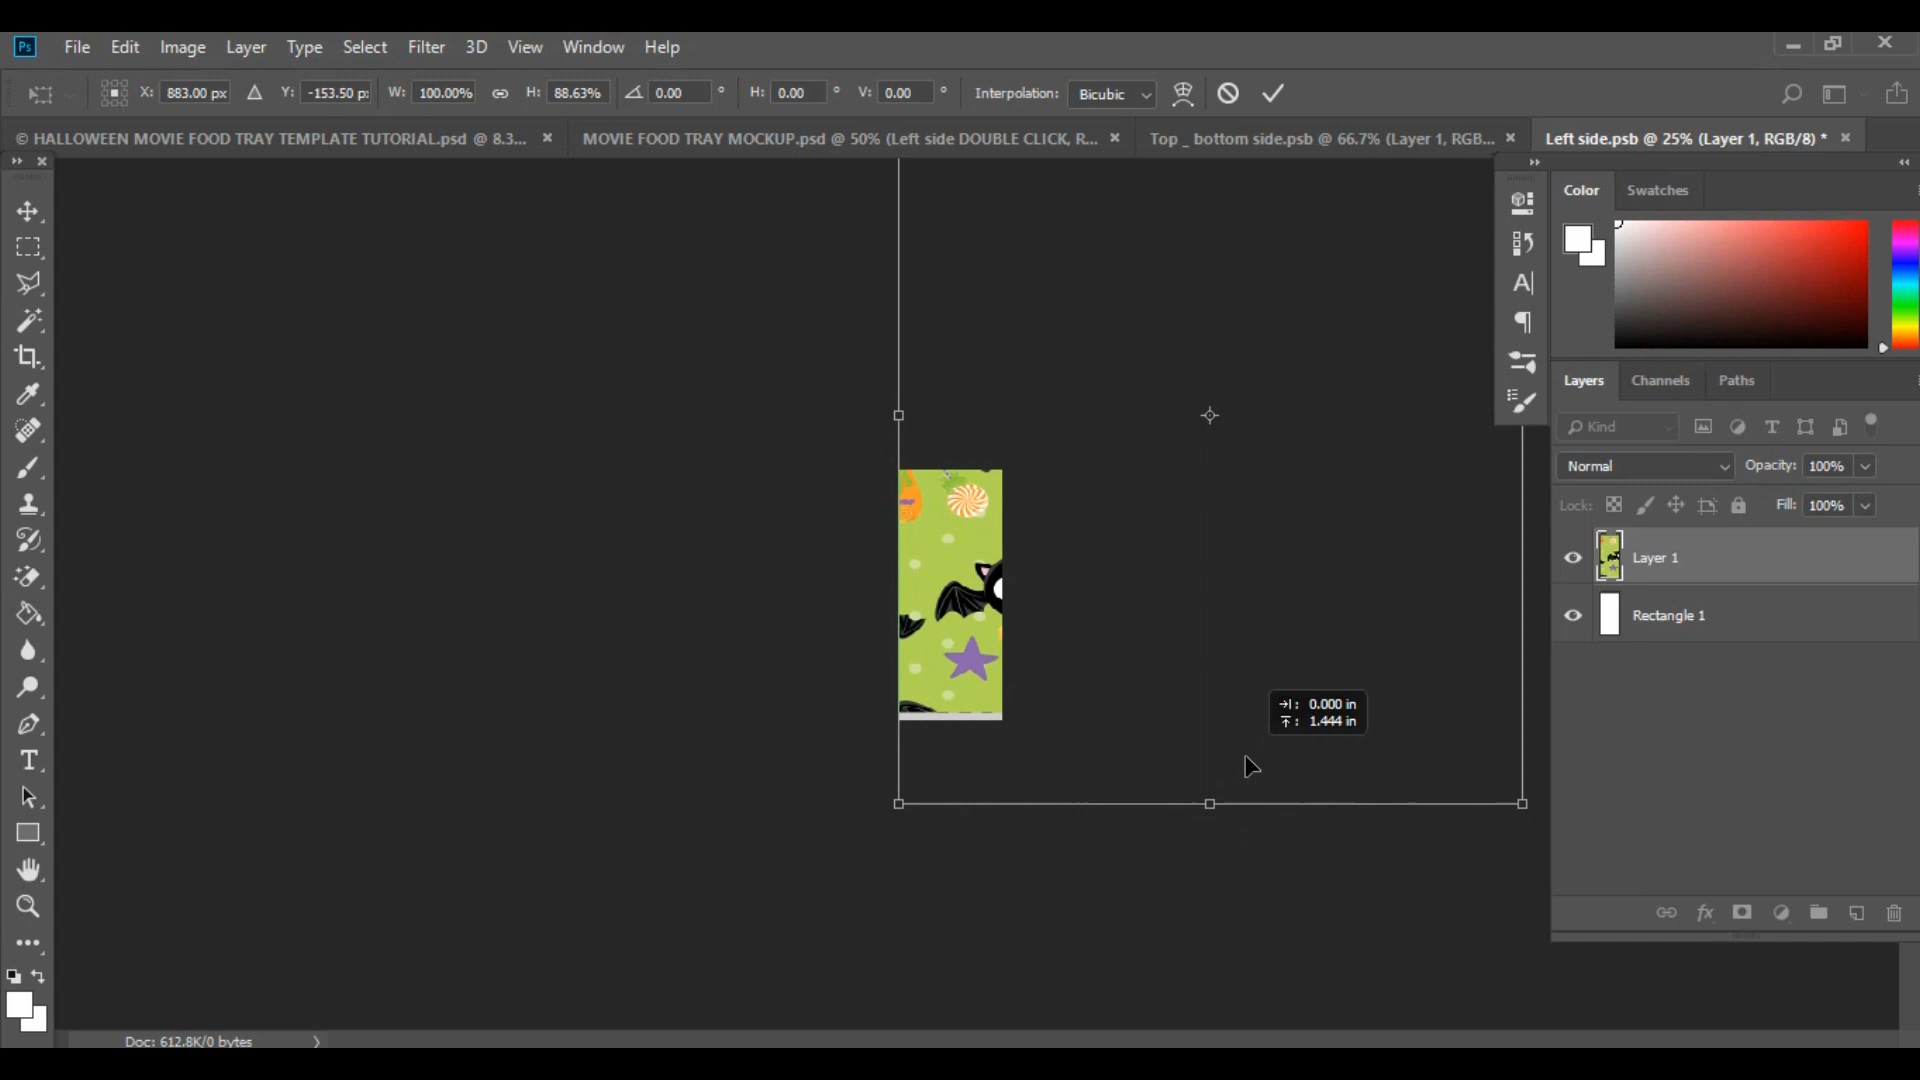 Ps File Edit Image Layer Type Select Filter 3D View Window Help
X: 883.00 px Y: -153.50 p W: 100.00% H: 88.63% 0.00 ° H: 0.00 ° V: 0.00 ° Interpolation: Bicubic
© HALLOWEEN MOVIE FOOD TRAY TEMPLATE TUTORIAL.psd @ 8.3... × MOVIE FOOD TRAY MOCKUP.psd @ 50% (Left side DOUBLE CLICK, R... × Top _ bottom side.psb @ 66.7% (Layer 1, RGB... × Left side.psb @ 25% (Layer 1, RGB/8) * ×
Color Swatches
Layers Channels Paths
Kind
Normal Opacity: 100%
Lock: Fill: 100%
Layer 1
Rectangle 1
0.000 in
1.444 in
Doc: 612.8K/0 bytes